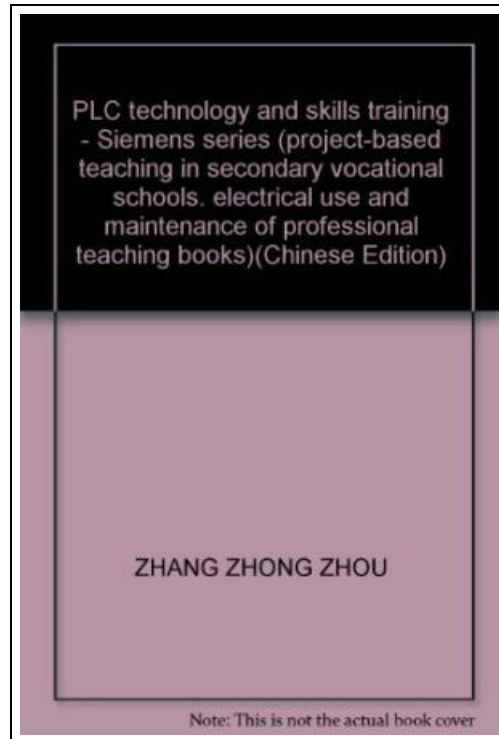 PLC technology and skills training
- Siemens series (project-based
teaching in secondary vocational
schools. electrical use and
maintenance of professional
teaching books)(Chinese Edition)
ZHANG ZHONG ZHOU
Note: This is not the actual book cover